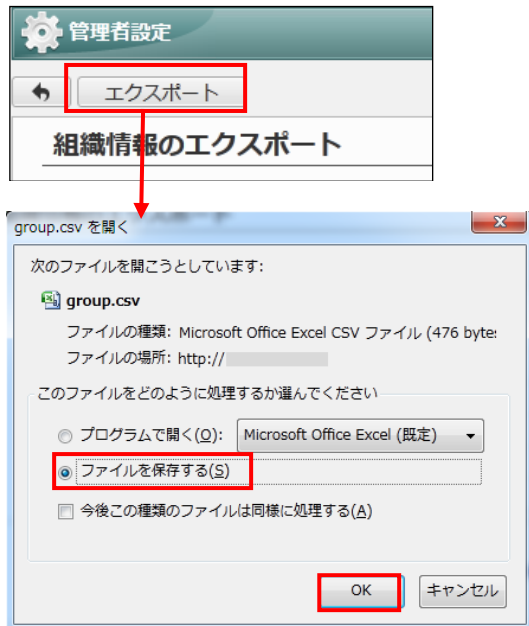 管理者設定
エクスポート
組織情報のエクスポート
group.csv を開く
次のファイルを開こうとしています:
group.csv
ファイルの種類: Microsoft Office Excel CSV ファイル (476 bytes
ファイルの場所: http://
このファイルをどのように処理するか選んでください
プログラムで開く(O): Microsoft Office Excel (既定)
ファイルを保存する(S)
今後この種類のファイルは同様に処理する(A)
OK キャンセル